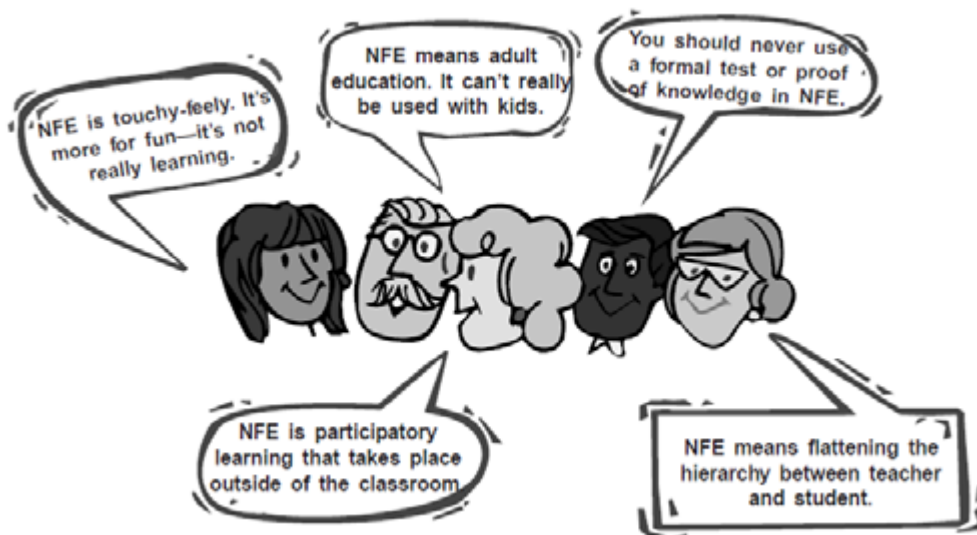 NFE is touchy-feely. It's
more for fun—it's not
really learning.
NFE means adult
education. It can't really
be used with kids.
You should never use
a formal test or proof
of knowledge in NFE.
NFE is participatory
learning that takes place
outside of the classroom
NFE means flattening the
hierarchy between teacher
and student.